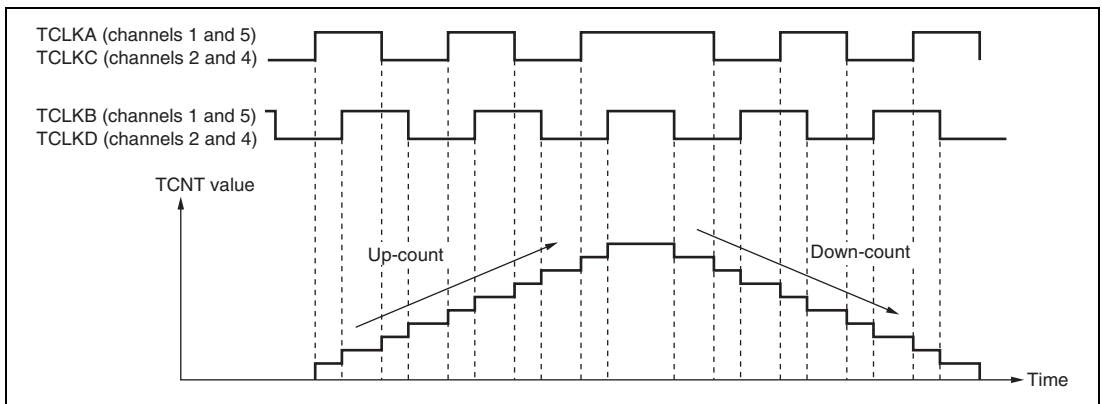 TCLKA (channels 1 and 5)
TCLKC (channels 2 and 4)
TCLKB (channels 1 and 5)
TCLKD (channels 2 and 4)
TCNT value
Up-count
Down-count
Time